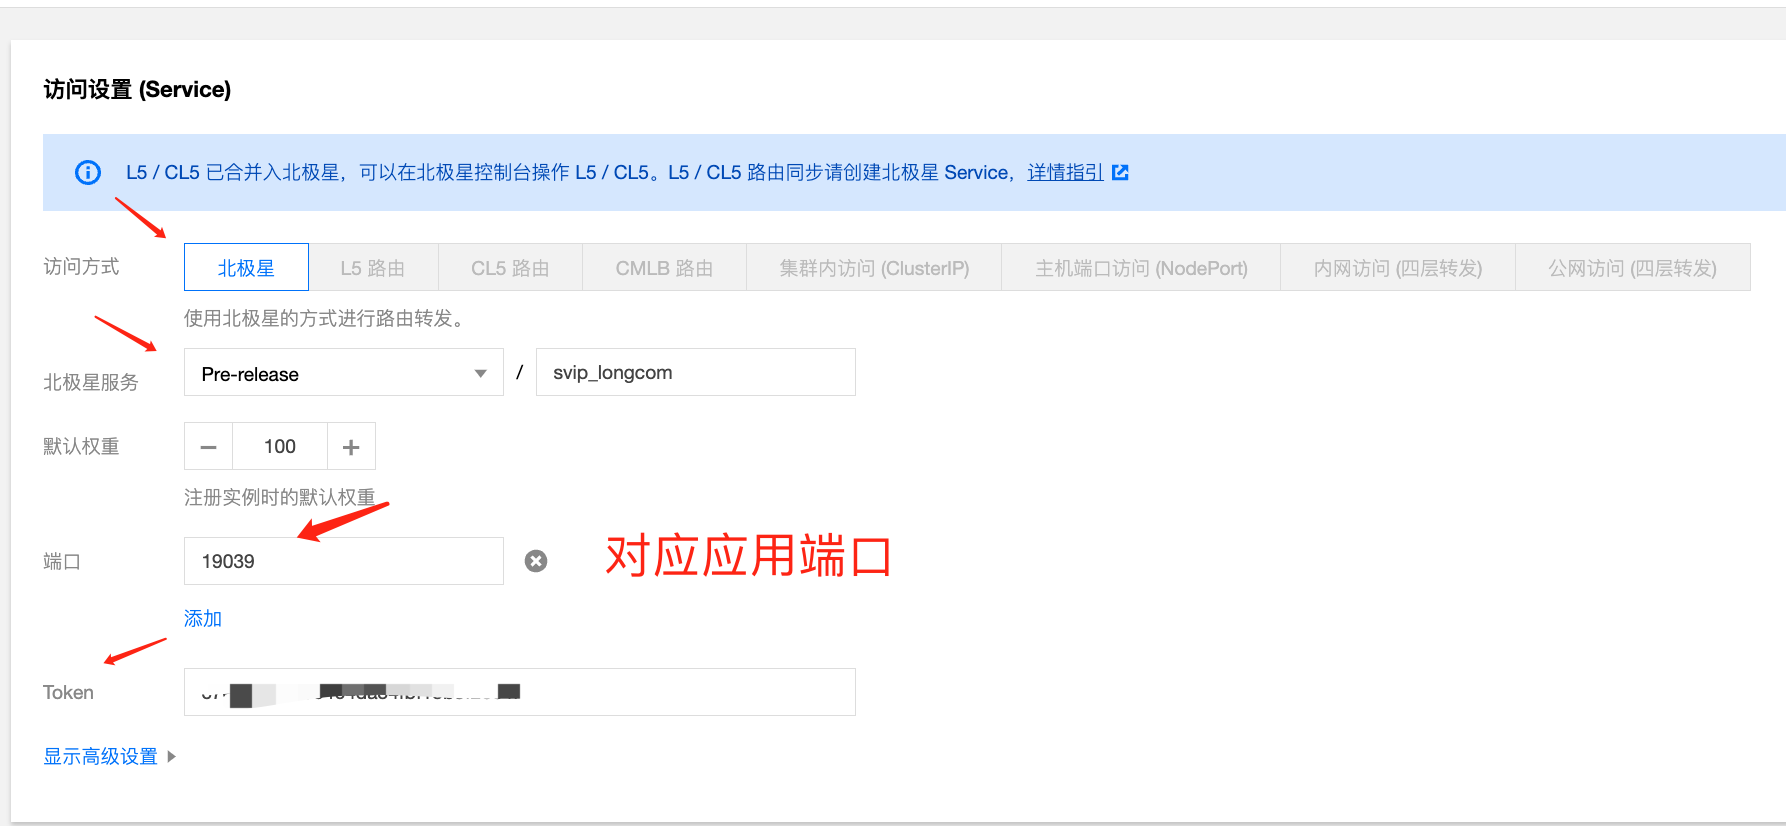 访问设置 (Service)
L5 / CL5 已合并入北极星，可以在北极星控制台操作 L5 / CL5。L5 / CL5 路由同步请创建北极星 Service，详情指引
访问方式 北极星 L5 路由 CL5 路由 CMLB 路由 集群内访问 (ClusterIP) 主机端口访问 (NodePort) 内网访问 (四层转发) 公网访问 (四层转发)
使用北极星的方式进行路由转发。
北极星服务 Pre-release / svip_longcom
默认权重 − 100 +
注册实例时的默认权重
端口 19039 对应应用端口
添加
Token
显示高级设置